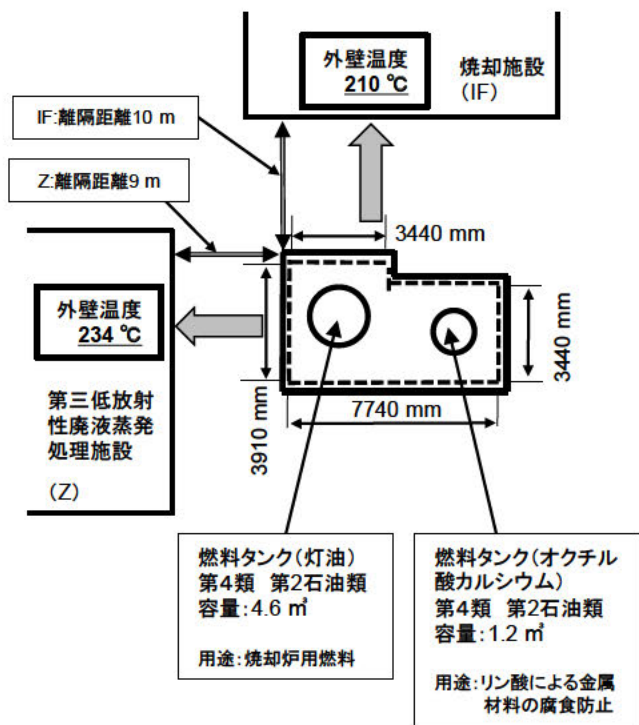 外壁温度
210 ℃
焼却施設
(IF)
IF:離隔距離10 m
Z:離隔距離9 m
3440 mm
外壁温度
234 ℃
第三低放射
性廃液蒸発
処理施設
(Z)
3910 mm
7740 mm
3440 mm
燃料タンク(灯油)
第4類 第2石油類
容量:4.6 ㎥
用途:焼却炉用燃料
燃料タンク(オクチル
酸カルシウム)
第4類 第2石油類
容量:1.2 ㎥
用途:リン酸による金属
材料の腐食防止